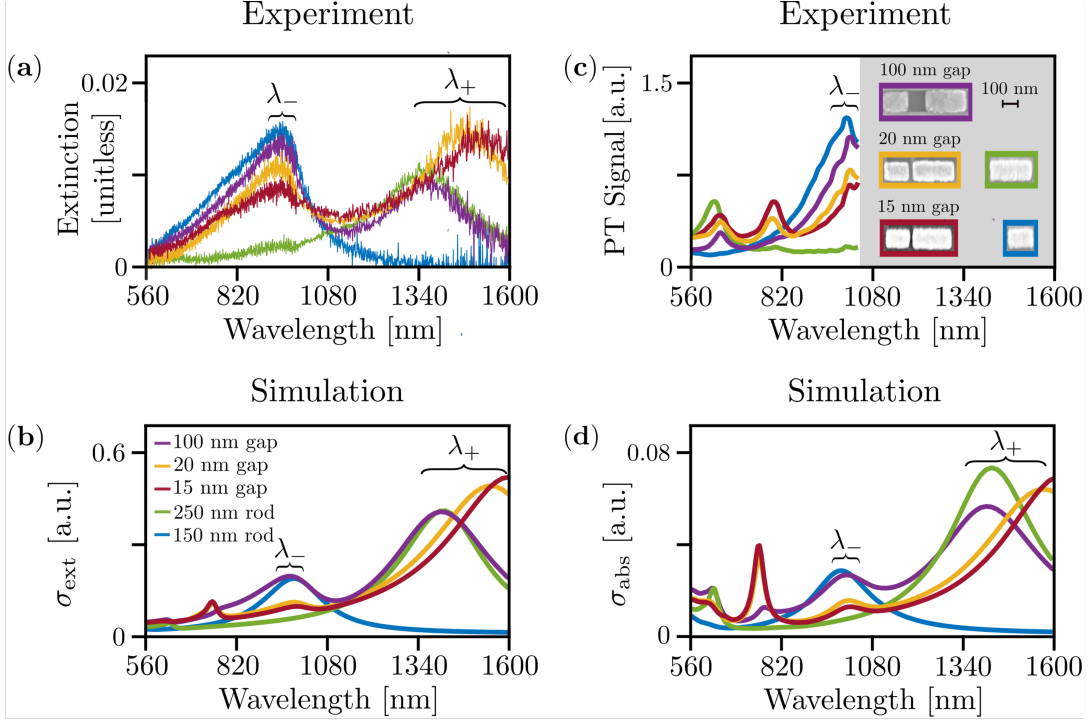 Experiment
(a)
0.02
Extinction
[unitless]
λ−
λ+
0
560 820 1080 1340 1600
Wavelength [nm]
Experiment
(c)
1.5
PT Signal [a.u.]
λ−
100 nm gap
100 nm
20 nm gap
15 nm gap
0
560 820 1080 1340 1600
Wavelength [nm]
Simulation
(b)
0.6
σext [a.u.]
100 nm gap
20 nm gap
15 nm gap
250 nm rod
150 nm rod
λ−
λ+
0
560 820 1080 1340 1600
Wavelength [nm]
Simulation
(d)
0.08
σabs [a.u.]
λ−
λ+
0
560 820 1080 1340 1600
Wavelength [nm]